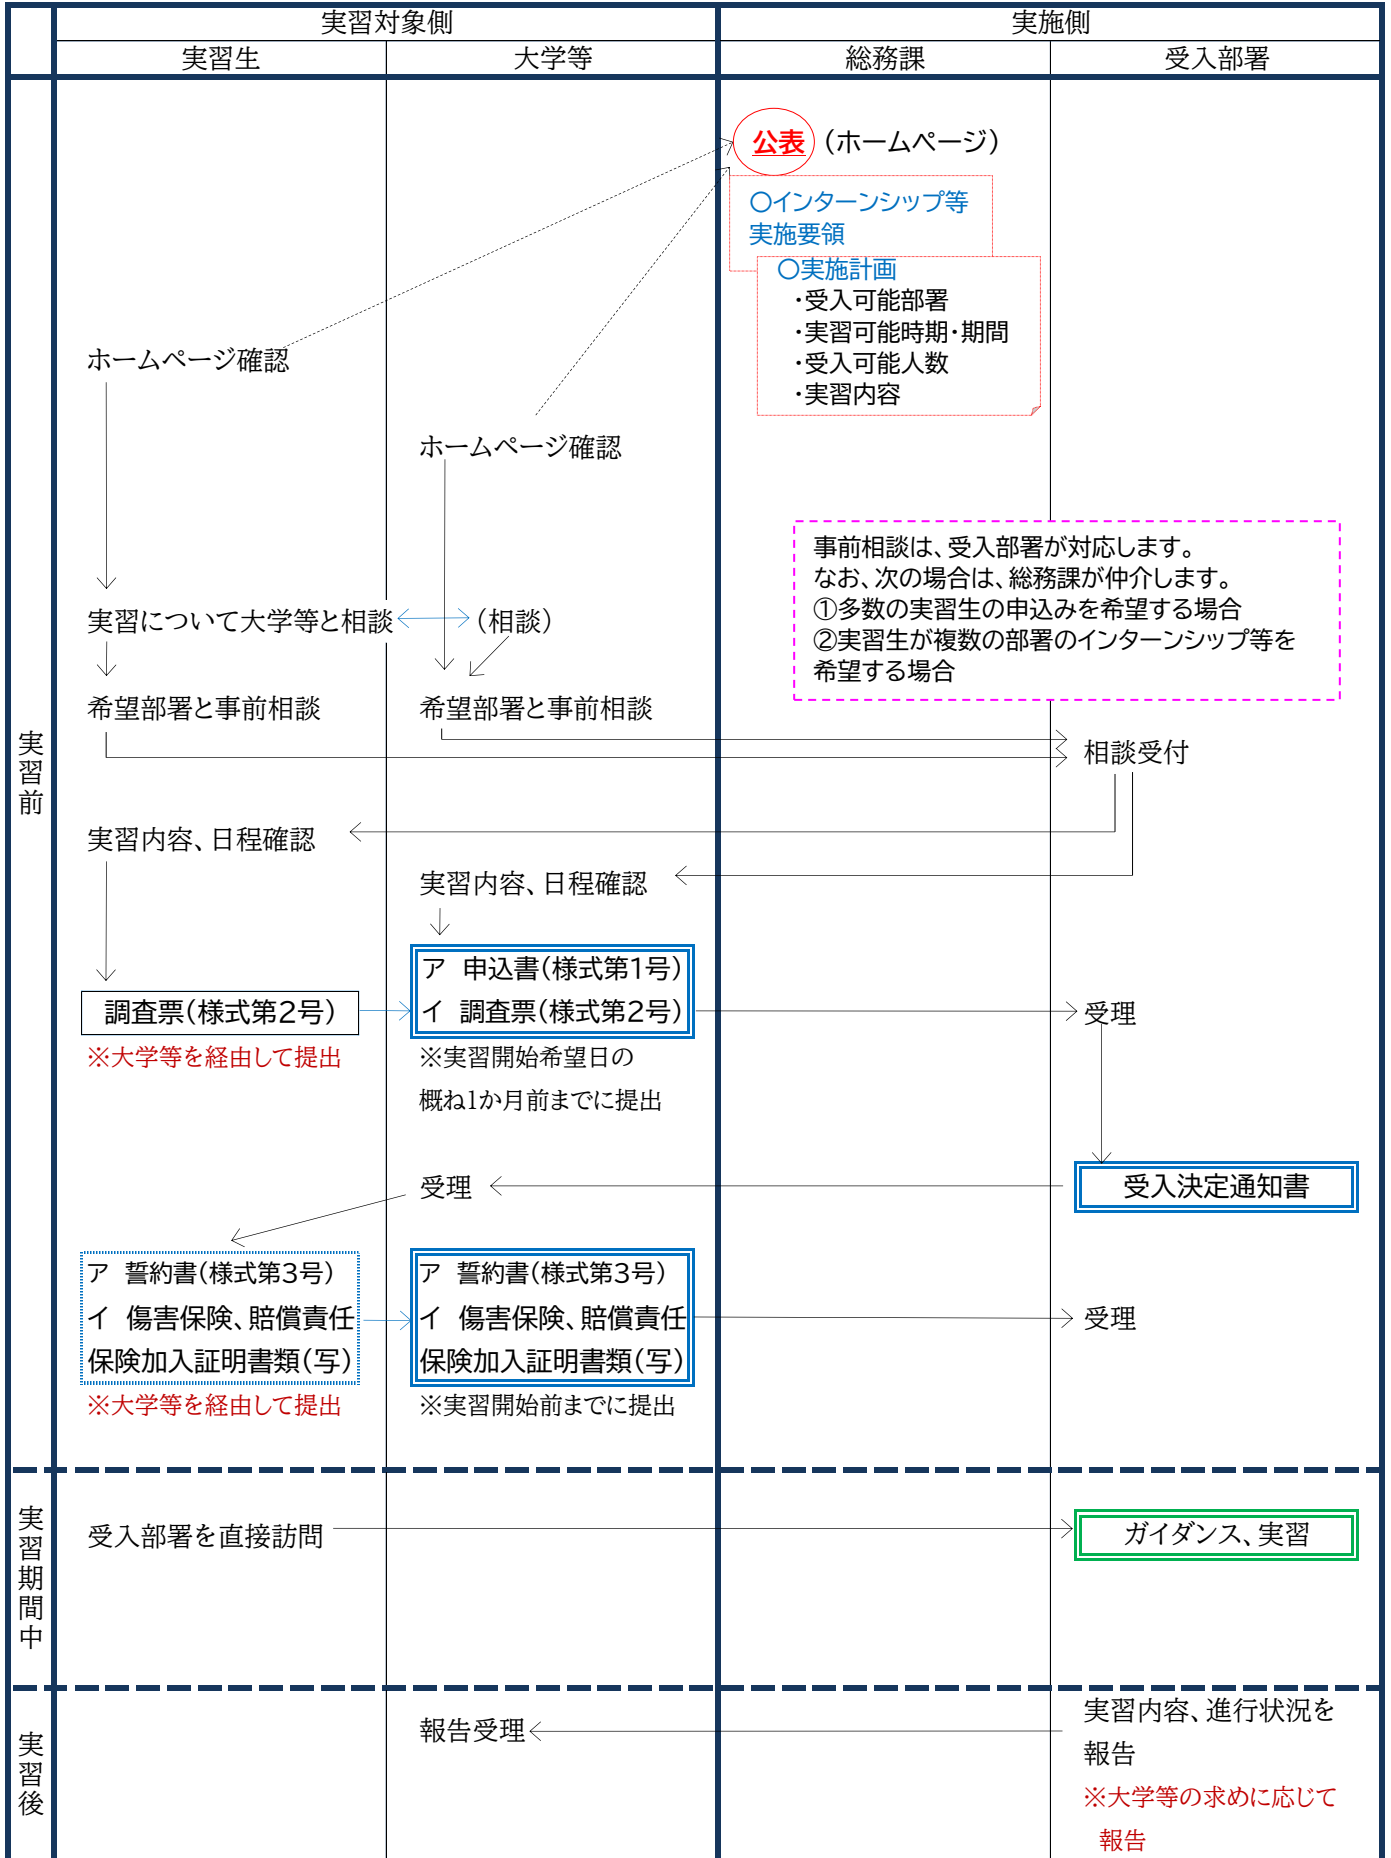 実習対象側
実施側
実習生
大学等
総務課
受入部署
公表（ホームページ）
〇インターンシップ等
実施要領
〇実施計画
・受入可能部署
・実習可能時期・期間
・受入可能人数
・実習内容
ホームページ確認
ホームページ確認
事前相談は、受入部署が対応します。
なお、次の場合は、総務課が仲介します。
①多数の実習生の申込みを希望する場合
②実習生が複数の部署のインターンシップ等を
希望する場合
実習について大学等と相談
（相談）
希望部署と事前相談
希望部署と事前相談
実習前
相談受付
実習内容、日程確認
実習内容、日程確認
ア　申込書（様式第1号）
イ　調査票（様式第2号）
調査票（様式第2号）
受理
※大学等を経由して提出
※実習開始希望日の
概ね1か月前までに提出
受理
受入決定通知書
ア　誓約書（様式第3号）
イ　傷害保険、賠償責任
保険加入証明書類（写）
※大学等を経由して提出
ア　誓約書（様式第3号）
イ　傷害保険、賠償責任
保険加入証明書類（写）
※実習開始前までに提出
受理
実習期間中
受入部署を直接訪問
ガイダンス、実習
実習後
報告受理
実習内容、進行状況を
報告
※大学等の求めに応じて
報告